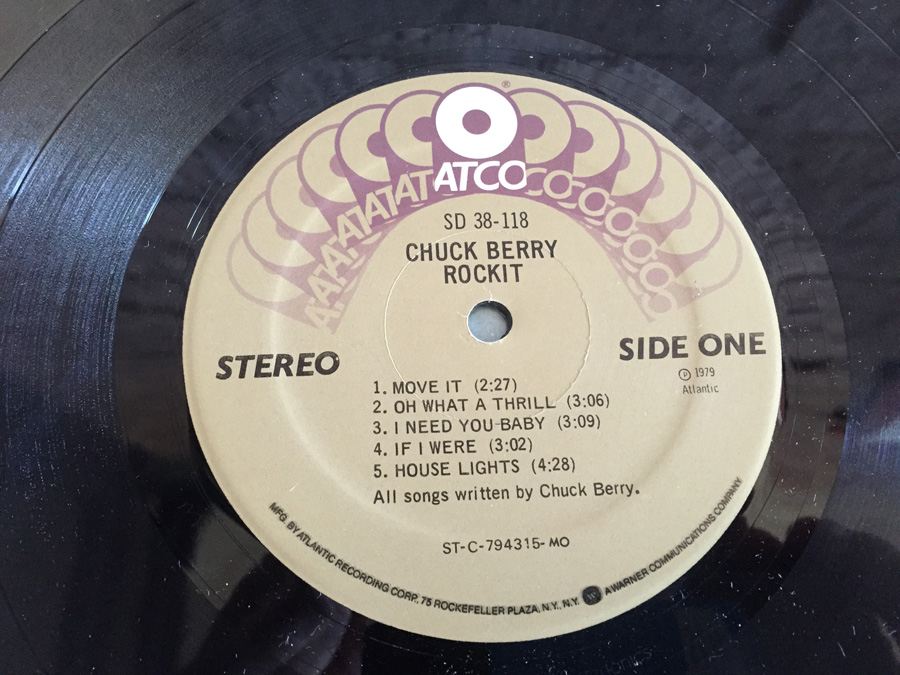 ATCO
®
SD 38-118
CHUCK BERRY
ROCKIT
STEREO
SIDE ONE
℗ 1979
Atlantic
1. MOVE IT (2:27)
2. OH WHAT A THRILL (3:06)
3. I NEED YOU BABY (3:09)
4. IF I WERE (3:02)
5. HOUSE LIGHTS (4:28)
All songs written by Chuck Berry.
ST-C-794315-MO
MFG. BY ATLANTIC RECORDING CORP., 75 ROCKEFELLER PLAZA, N.Y., N.Y. A WARNER COMMUNICATIONS COMPANY